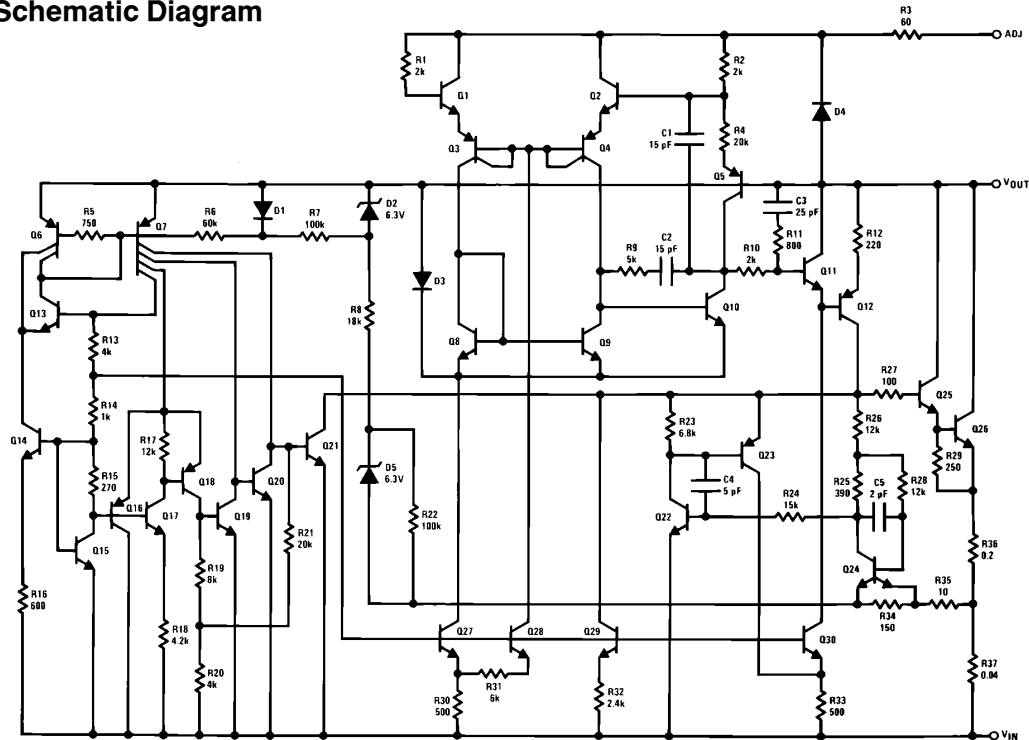 Schematic Diagram
R3
60
ADJ
R1
2k
Q1
Q2
R2
2k
D4
C1
15 pF
R4
20k
Q3
Q4
Q5
VOUT
R5
750
Q7
R6
60k
D1
R7
100k
D2
6.3V
C3
25 pF
R11
800
R12
220
Q6
C2
15 pF
R9
5k
R10
2k
Q11
D3
Q12
Q13
R8
18k
Q10
R13
4k
Q8
Q9
R27
100
Q25
R14
1k
R23
6.8k
R26
12k
Q26
Q14
R17
12k
Q21
Q23
R29
250
R15
270
Q18
D5
6.3V
C4
5 pF
R25
390
C5
2 pF
R28
12k
Q16
Q17
Q19
Q20
R22
100k
Q22
R24
15k
Q15
R21
20k
R36
0.2
R19
8k
Q24
R35
10
R16
600
R34
150
R18
4.2k
Q27
Q28
Q29
Q30
R20
4k
R31
6k
R37
0.04
R30
500
R32
2.4k
R33
500
VIN